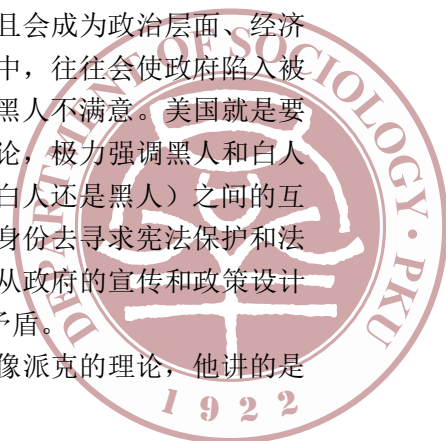 且会成为政治层面、经济
中，往往会使政府陷入被
黑人不满意。美国就是要
论，极力强调黑人和白人
白人还是黑人）之间的互
身份去寻求宪法保护和法
从政府的宣传和政策设计
矛盾。
像派克的理论，他讲的是
DEPARTMENT OF SOCIOLOGY · PKU
1922